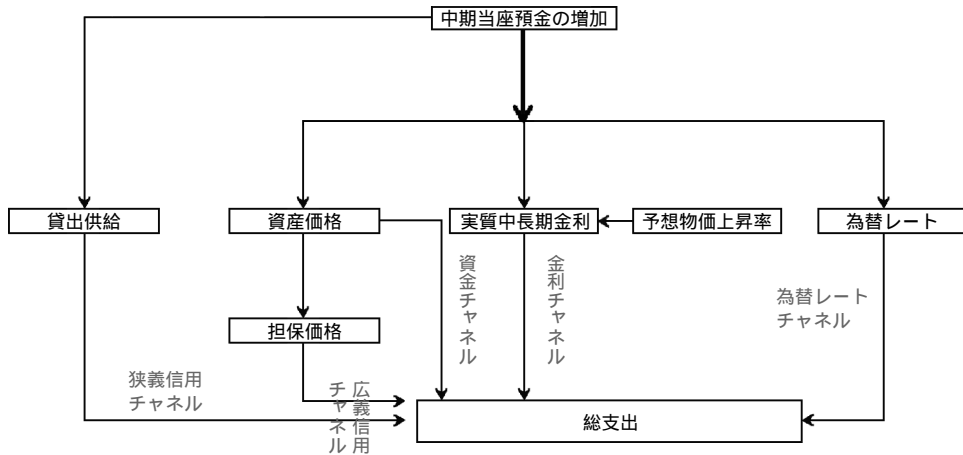 中期当座預金の増加
貸出供給
資産価格
実質中長期金利
予想物価上昇率
為替レート
資金チャネル
金利チャネル
為替レート
チャネル
担保価格
狭義信用
チャネル
広義信用
チャネル
総支出